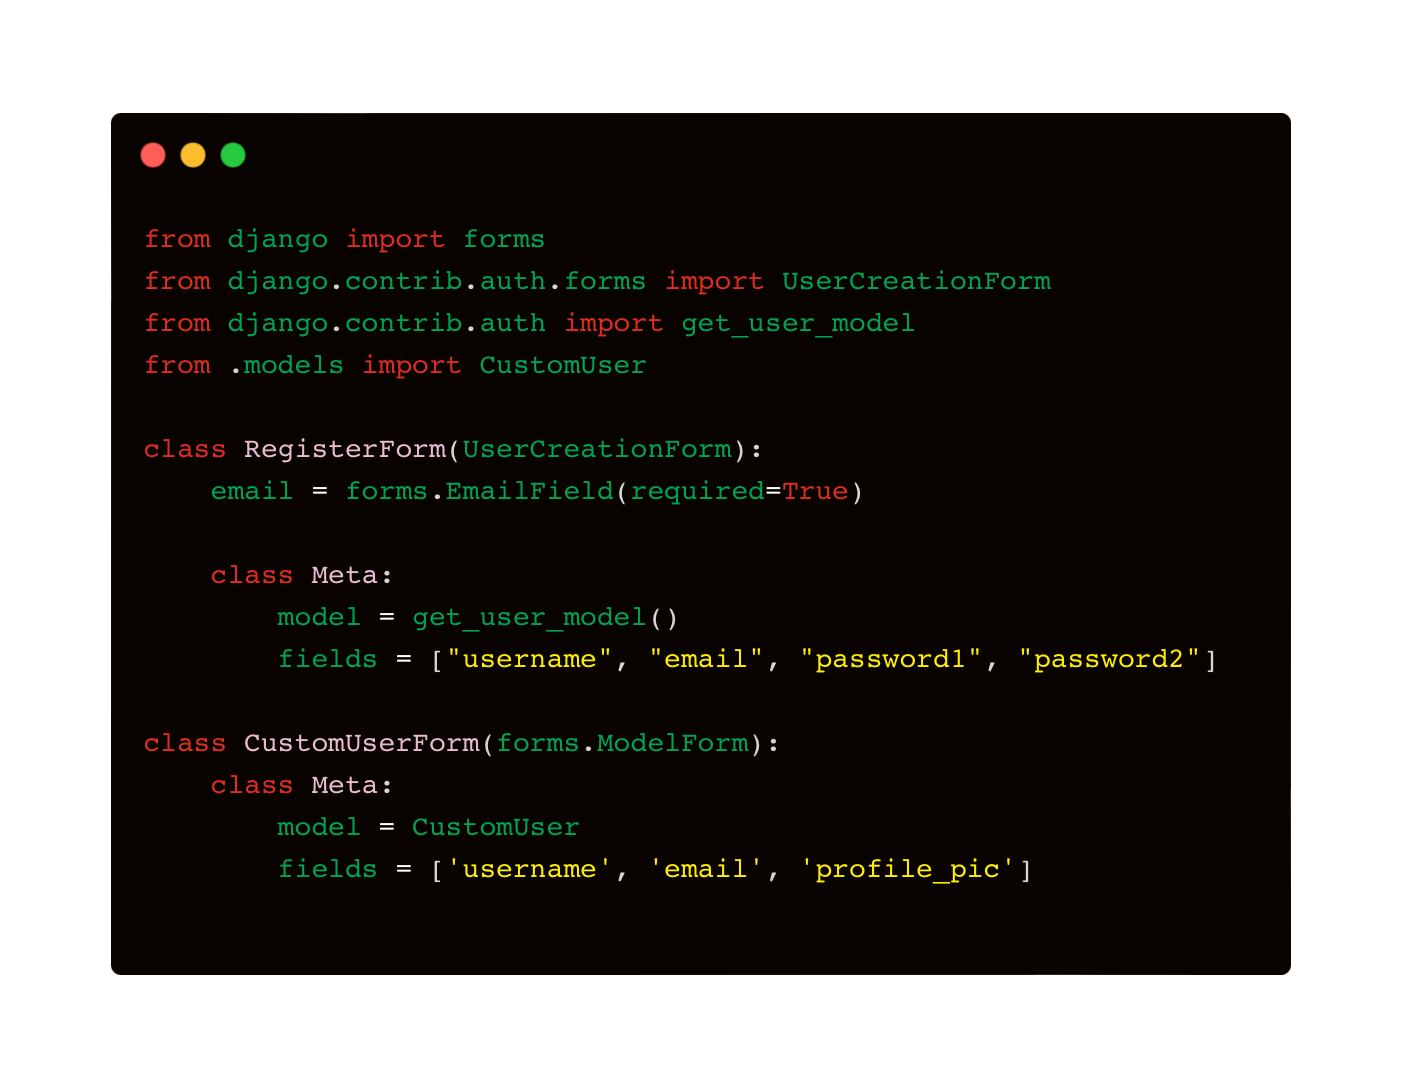 from django import forms
from django.contrib.auth.forms import UserCreationForm
from django.contrib.auth import get_user_model
from .models import CustomUser

class RegisterForm(UserCreationForm):
    email = forms.EmailField(required=True)

    class Meta:
        model = get_user_model()
        fields = ["username", "email", "password1", "password2"]

class CustomUserForm(forms.ModelForm):
    class Meta:
        model = CustomUser
        fields = ['username', 'email', 'profile_pic']